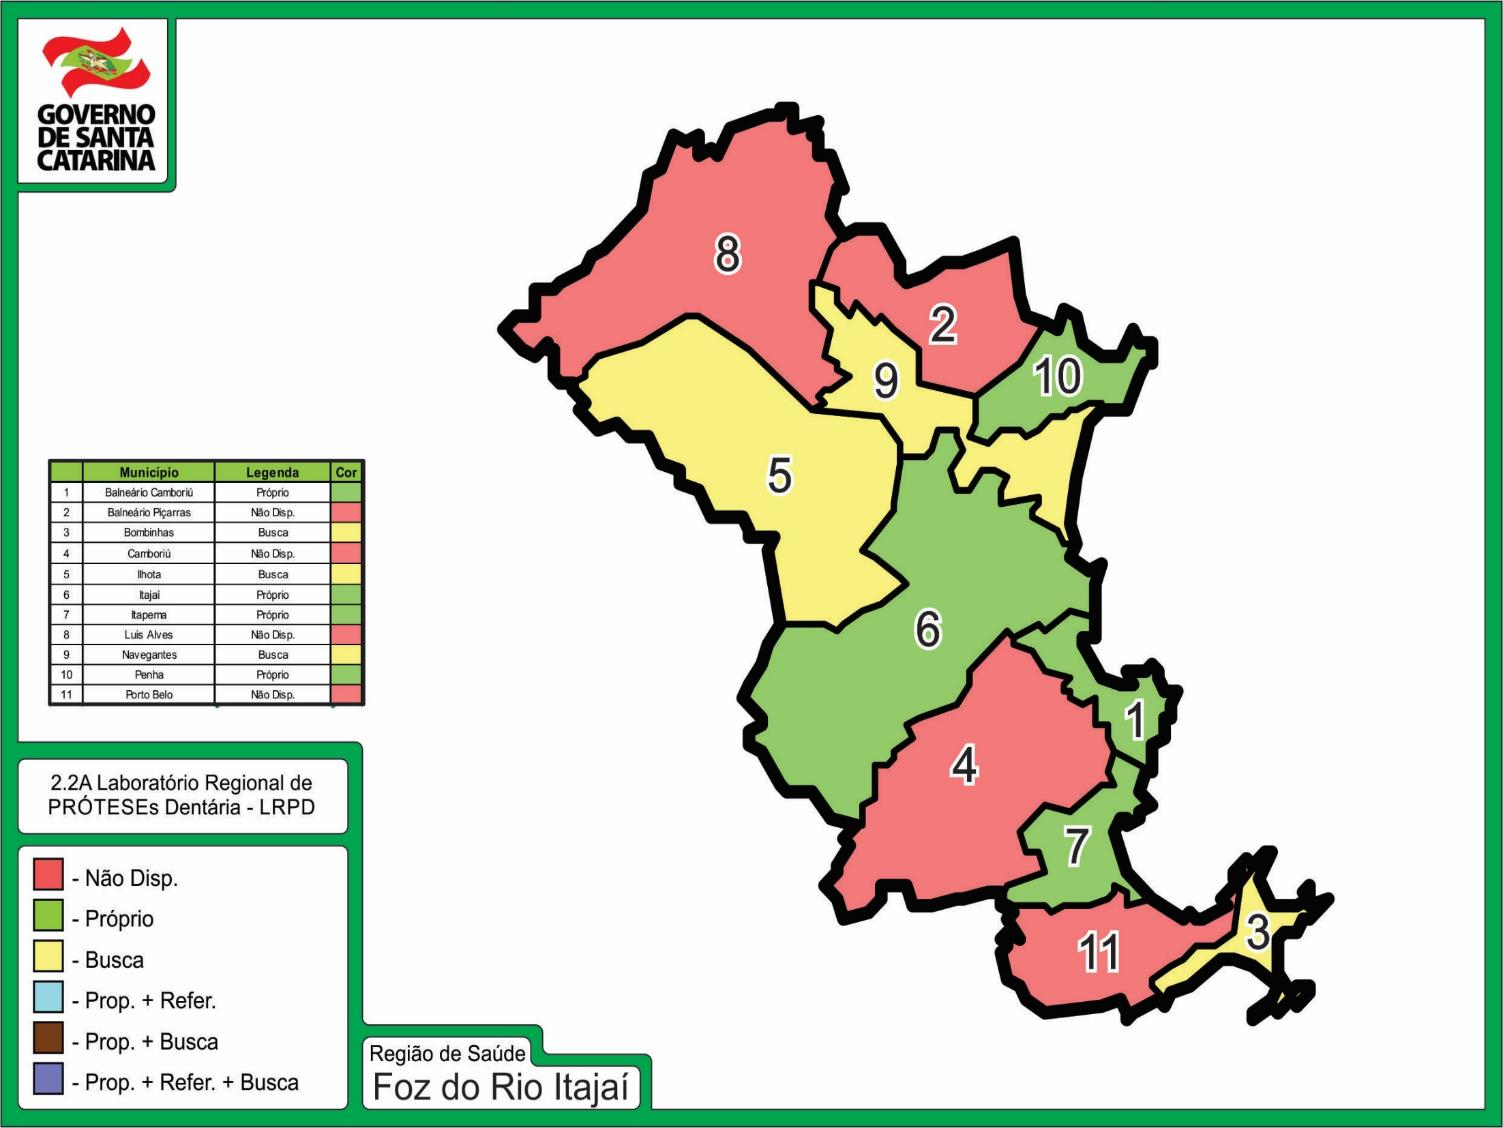 GOVERNO
DE SANTA
CATARINA
8
2
10
9
5
6
1
4
7
3
11
Município Legenda Cor
1 Balneário Camboriú Próprio
2 Balneário Piçarras Não Disp.
3 Bombinhas Busca
4 Camboriú Não Disp.
5 Ilhota Busca
6 Itajaí Próprio
7 Itapema Próprio
8 Luis Alves Não Disp.
9 Navegantes Busca
10 Penha Próprio
11 Porto Belo Não Disp.
2.2A Laboratório Regional de
PRÓTESEs Dentária - LRPD
- Não Disp.
- Próprio
- Busca
- Prop. + Refer.
- Prop. + Busca
- Prop. + Refer. + Busca
Região de Saúde
Foz do Rio Itajaí